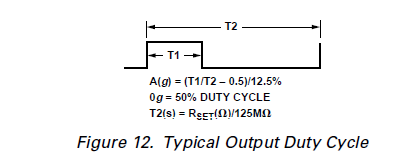 T2
T1
A(g) = (T1/T2 – 0.5)/12.5%
0g = 50% DUTY CYCLE
T2(s) = RSET(Ω)/125MΩ
Figure 12. Typical Output Duty Cycle